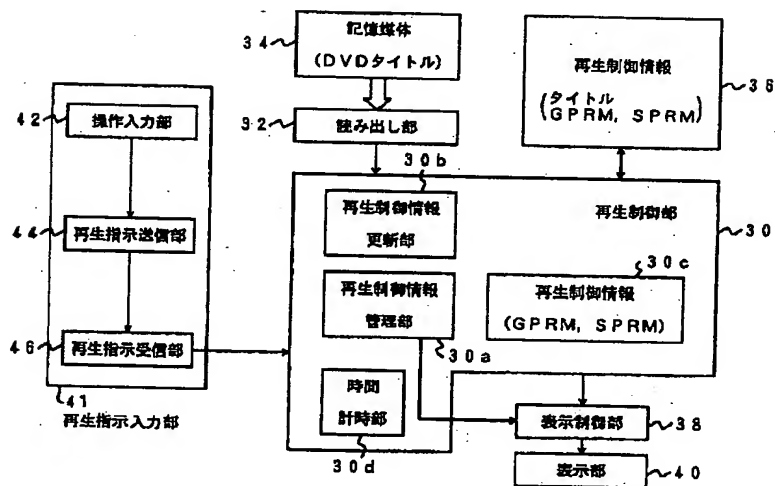 34
記憶媒体
(DVDタイトル)
再生制御情報
(タイトル
GPRM, SPRM)
36
42
操作入力部
32
読み出し部
30b
再生制御情報
更新部
再生制御部
30
44
再生指示送信部
30c
再生制御情報
管理部
再生制御情報
(GPRM, SPRM)
46
再生指示受信部
30a
41
再生指示入力部
時間
計時部
表示制御部
38
30d
表示部
40